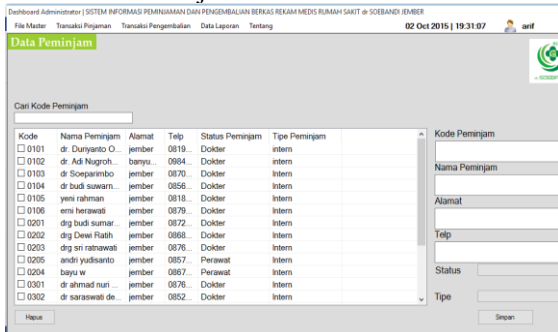 Dashboard Administrator | SISTEM INFORMASI PEMINJAMAN DAN PENGEMBALIAN BERKAS REKAM MEDIS RUMAH SAKIT dr SOEBANDI JEMBER
File Master Transaksi Pinjaman Transaksi Pengembalian Data Laporan Tentang 02 Oct 2015 | 19:31:07 arif
Data Peminjam
Cari Kode Peminjam
Kode Nama Peminjam Alamat Telp Status Peminjam Tipe Peminjam
0101 dr. Duriyanto O... jember 0819... Dokter intern
0102 dr. Adi Nugroh... banyu... 0984... Dokter Intern
0103 dr Soeparimbo jember 0870... Dokter Intern
0104 dr budi suwarn... jember 0856... Dokter Intern
0105 yeni rahman jember 0818... Dokter Intern
0106 erni herawati jember 0879... Dokter Intern
0201 drg budi sumar... jember 0872... Dokter Intern
0202 drg Dewi Ratih jember 0868... Dokter Intern
0203 drg sri ratnawati jember 0876... Dokter Intern
0205 andri yudisanto jember 0857... Perawat Intern
0204 bayu w jember 0867... Perawat Intern
0301 dr ahmad nuri ... jember 0876... Dokter Intern
0302 dr saraswati de... jember 0852... Dokter Intern
Kode Peminjam
Nama Peminjam
Alamat
Telp
Status
Tipe
Hapus Simpan